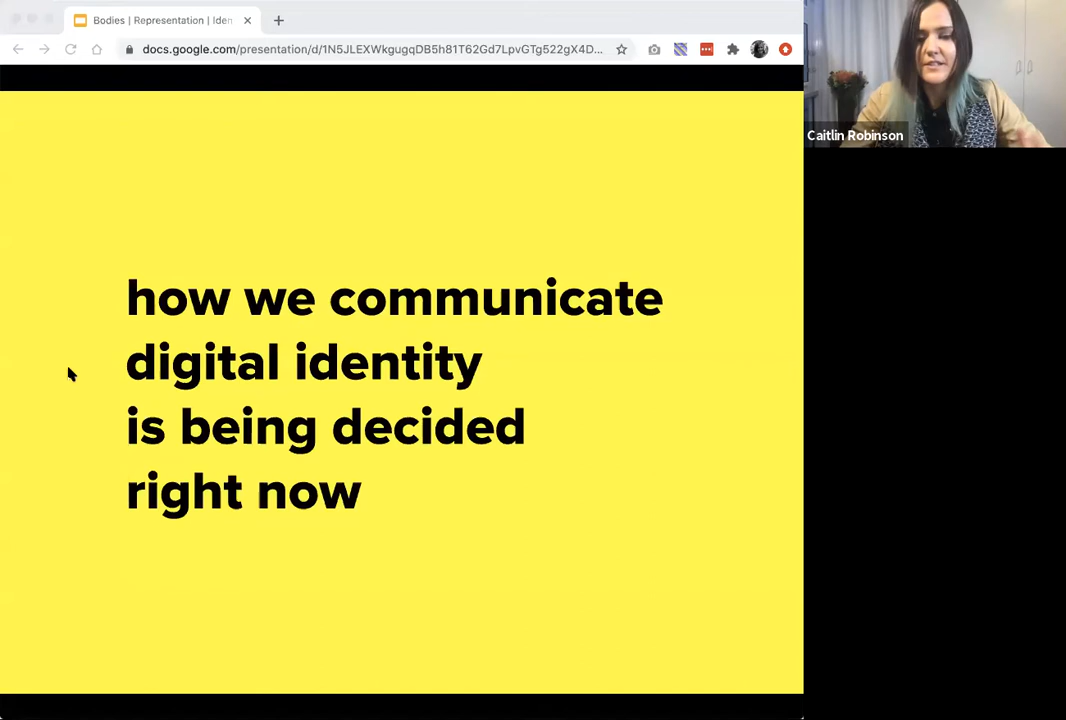 Bodies | Representation | Iden
docs.google.com/presentation/d/1N5JLEXWkgugqDB5h81T62Gd7LpvGTg522gX4D...
Caitlin Robinson
how we communicate
digital identity
is being decided
right now